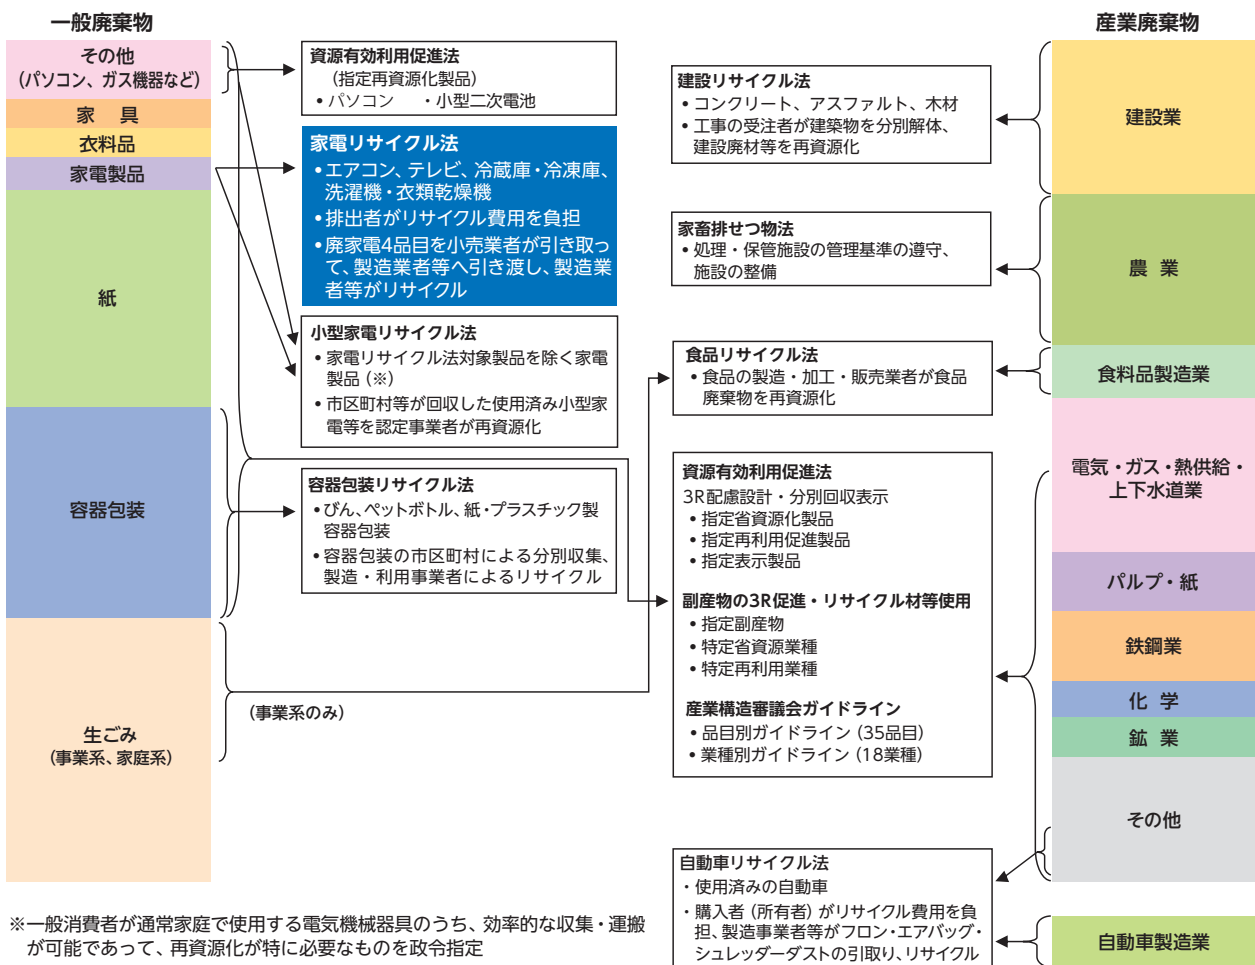 一般廃棄物
その他
(パソコン、ガス機器など)
家　具
衣料品
家電製品
紙
容器包装
生ごみ
(事業系、家庭系)
資源有効利用促進法
(指定再資源化製品)
• パソコン　・小型二次電池
家電リサイクル法
•エアコン、テレビ、冷蔵庫・冷凍庫、
洗濯機・衣類乾燥機
•排出者がリサイクル費用を負担
•廃家電4品目を小売業者が引き取っ
て、製造業者等へ引き渡し、製造業
者等がリサイクル
小型家電リサイクル法
• 家電リサイクル法対象製品を除く家電
製品(※)
• 市区町村等が回収した使用済み小型家
電等を認定事業者が再資源化
容器包装リサイクル法
•びん、ペットボトル、紙・プラスチック製
容器包装
•容器包装の市区町村による分別収集、
製造・利用事業者によるリサイクル
(事業系のみ)
建設リサイクル法
• コンクリート、アスファルト、木材
• 工事の受注者が建築物を分別解体、
建設廃材等を再資源化
家畜排せつ物法
• 処理・保管施設の管理基準の遵守、
施設の整備
食品リサイクル法
• 食品の製造・加工・販売業者が食品
廃棄物を再資源化
資源有効利用促進法
3R配慮設計・分別回収表示
• 指定省資源化製品
• 指定再利用促進製品
• 指定表示製品
副産物の3R促進・リサイクル材等使用
• 指定副産物
• 特定省資源業種
• 特定再利用業種
産業構造審議会ガイドライン
• 品目別ガイドライン(35品目)
• 業種別ガイドライン(18業種)
自動車リサイクル法
・使用済みの自動車
・購入者(所有者)がリサイクル費用を負
担、製造事業者等がフロン・エアバッグ・
シュレッダーダストの引取り、リサイクル
産業廃棄物
建設業
農　業
食料品製造業
電気・ガス・熱供給・
上下水道業
パルプ・紙
鉄鋼業
化　学
鉱　業
その他
自動車製造業
※一般消費者が通常家庭で使用する電気機械器具のうち、効率的な収集・運搬
が可能であって、再資源化が特に必要なものを政令指定